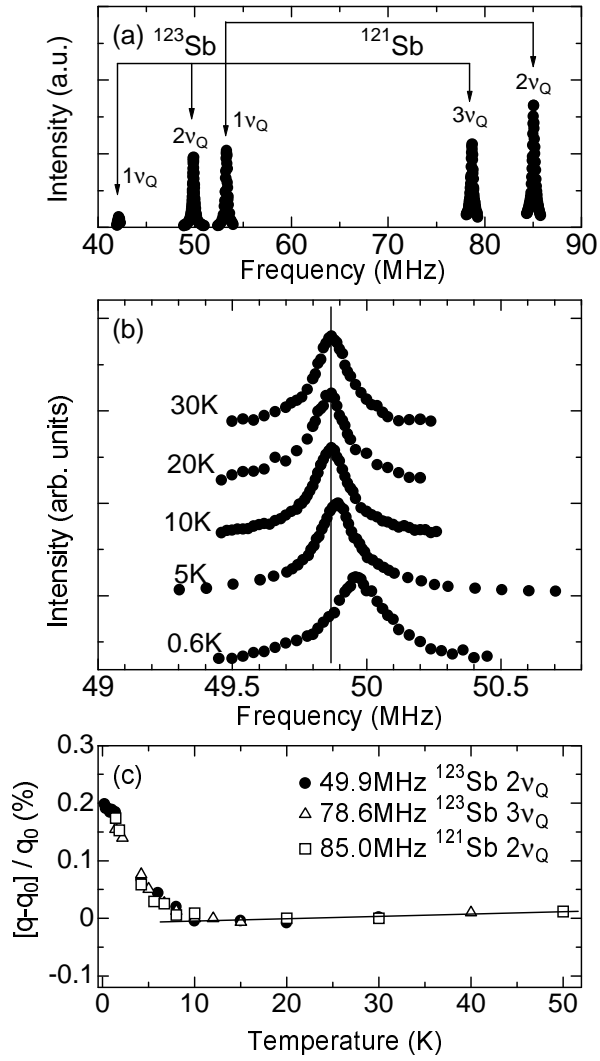 (a)
¹²³Sb
¹²¹Sb
1νQ
2νQ
1νQ
3νQ
2νQ
Intensity (a.u.)
40 50 60 70 80 90
Frequency (MHz)
(b)
30K
20K
10K
5K
0.6K
Intensity (arb. units)
49 49.5 50 50.5
Frequency (MHz)
(c)
49.9MHz ¹²³Sb 2νQ
78.6MHz ¹²³Sb 3νQ
85.0MHz ¹²¹Sb 2νQ
0.3
0.2
0.1
0
-0.1
[q-q₀] / q₀ (%)
0 10 20 30 40 50
Temperature (K)